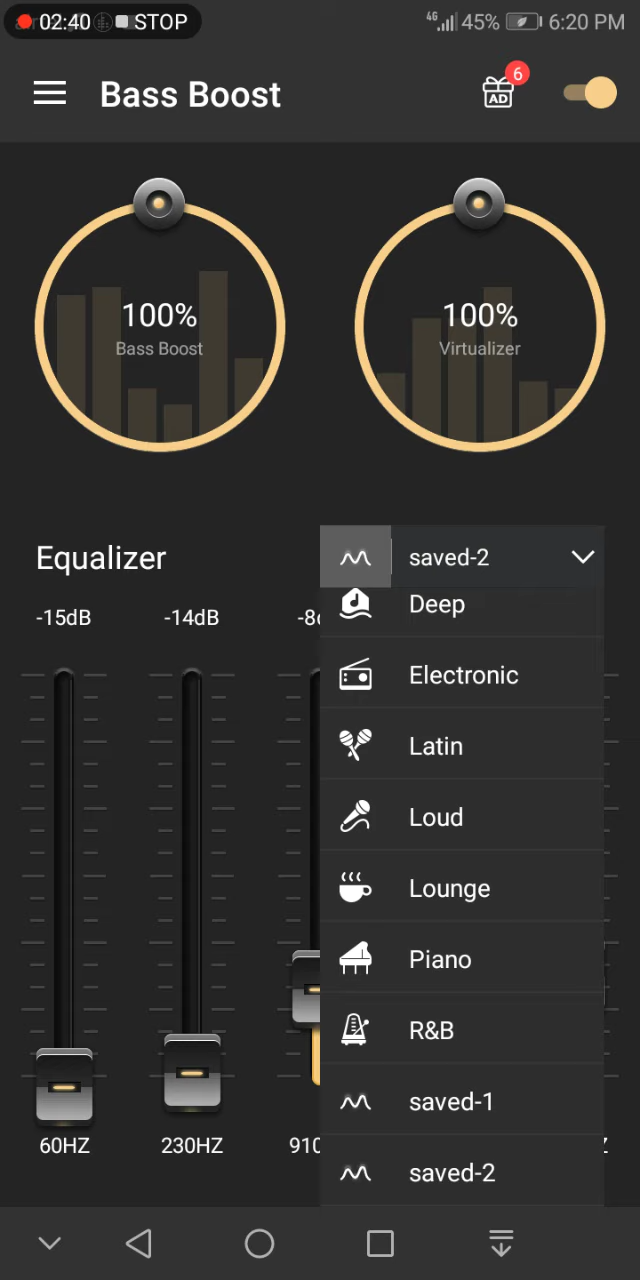 02:40 STOP 4G 45% 6:20 PM
Bass Boost AD 6
100% 100%
Bass Boost Virtualizer
Equalizer saved-2
-15dB -14dB
Deep
Electronic
Latin
Loud
Lounge
Piano
R&B
saved-1
60HZ 230HZ
saved-2